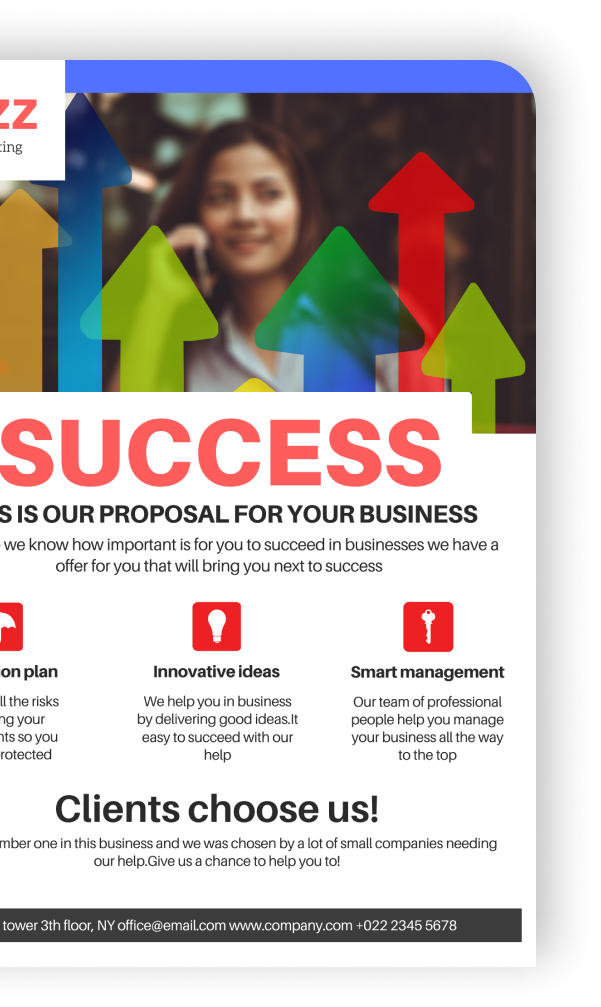 zz
ting
SUCCESS
S IS OUR PROPOSAL FOR YOUR BUSINESS
we know how important is for you to succeed in businesses we have a
offer for you that will bring you next to success
ion plan
ll the risks
ng your
nts so you
rotected
Innovative ideas
We help you in business
by delivering good ideas.It
easy to succeed with our
help
Smart management
Our team of professional
people help you manage
your business all the way
to the top
Clients choose us!
mber one in this business and we was chosen by a lot of small companies needing
our help.Give us a chance to help you to!
tower 3th floor, NY office@email.com www.company.com +022 2345 5678